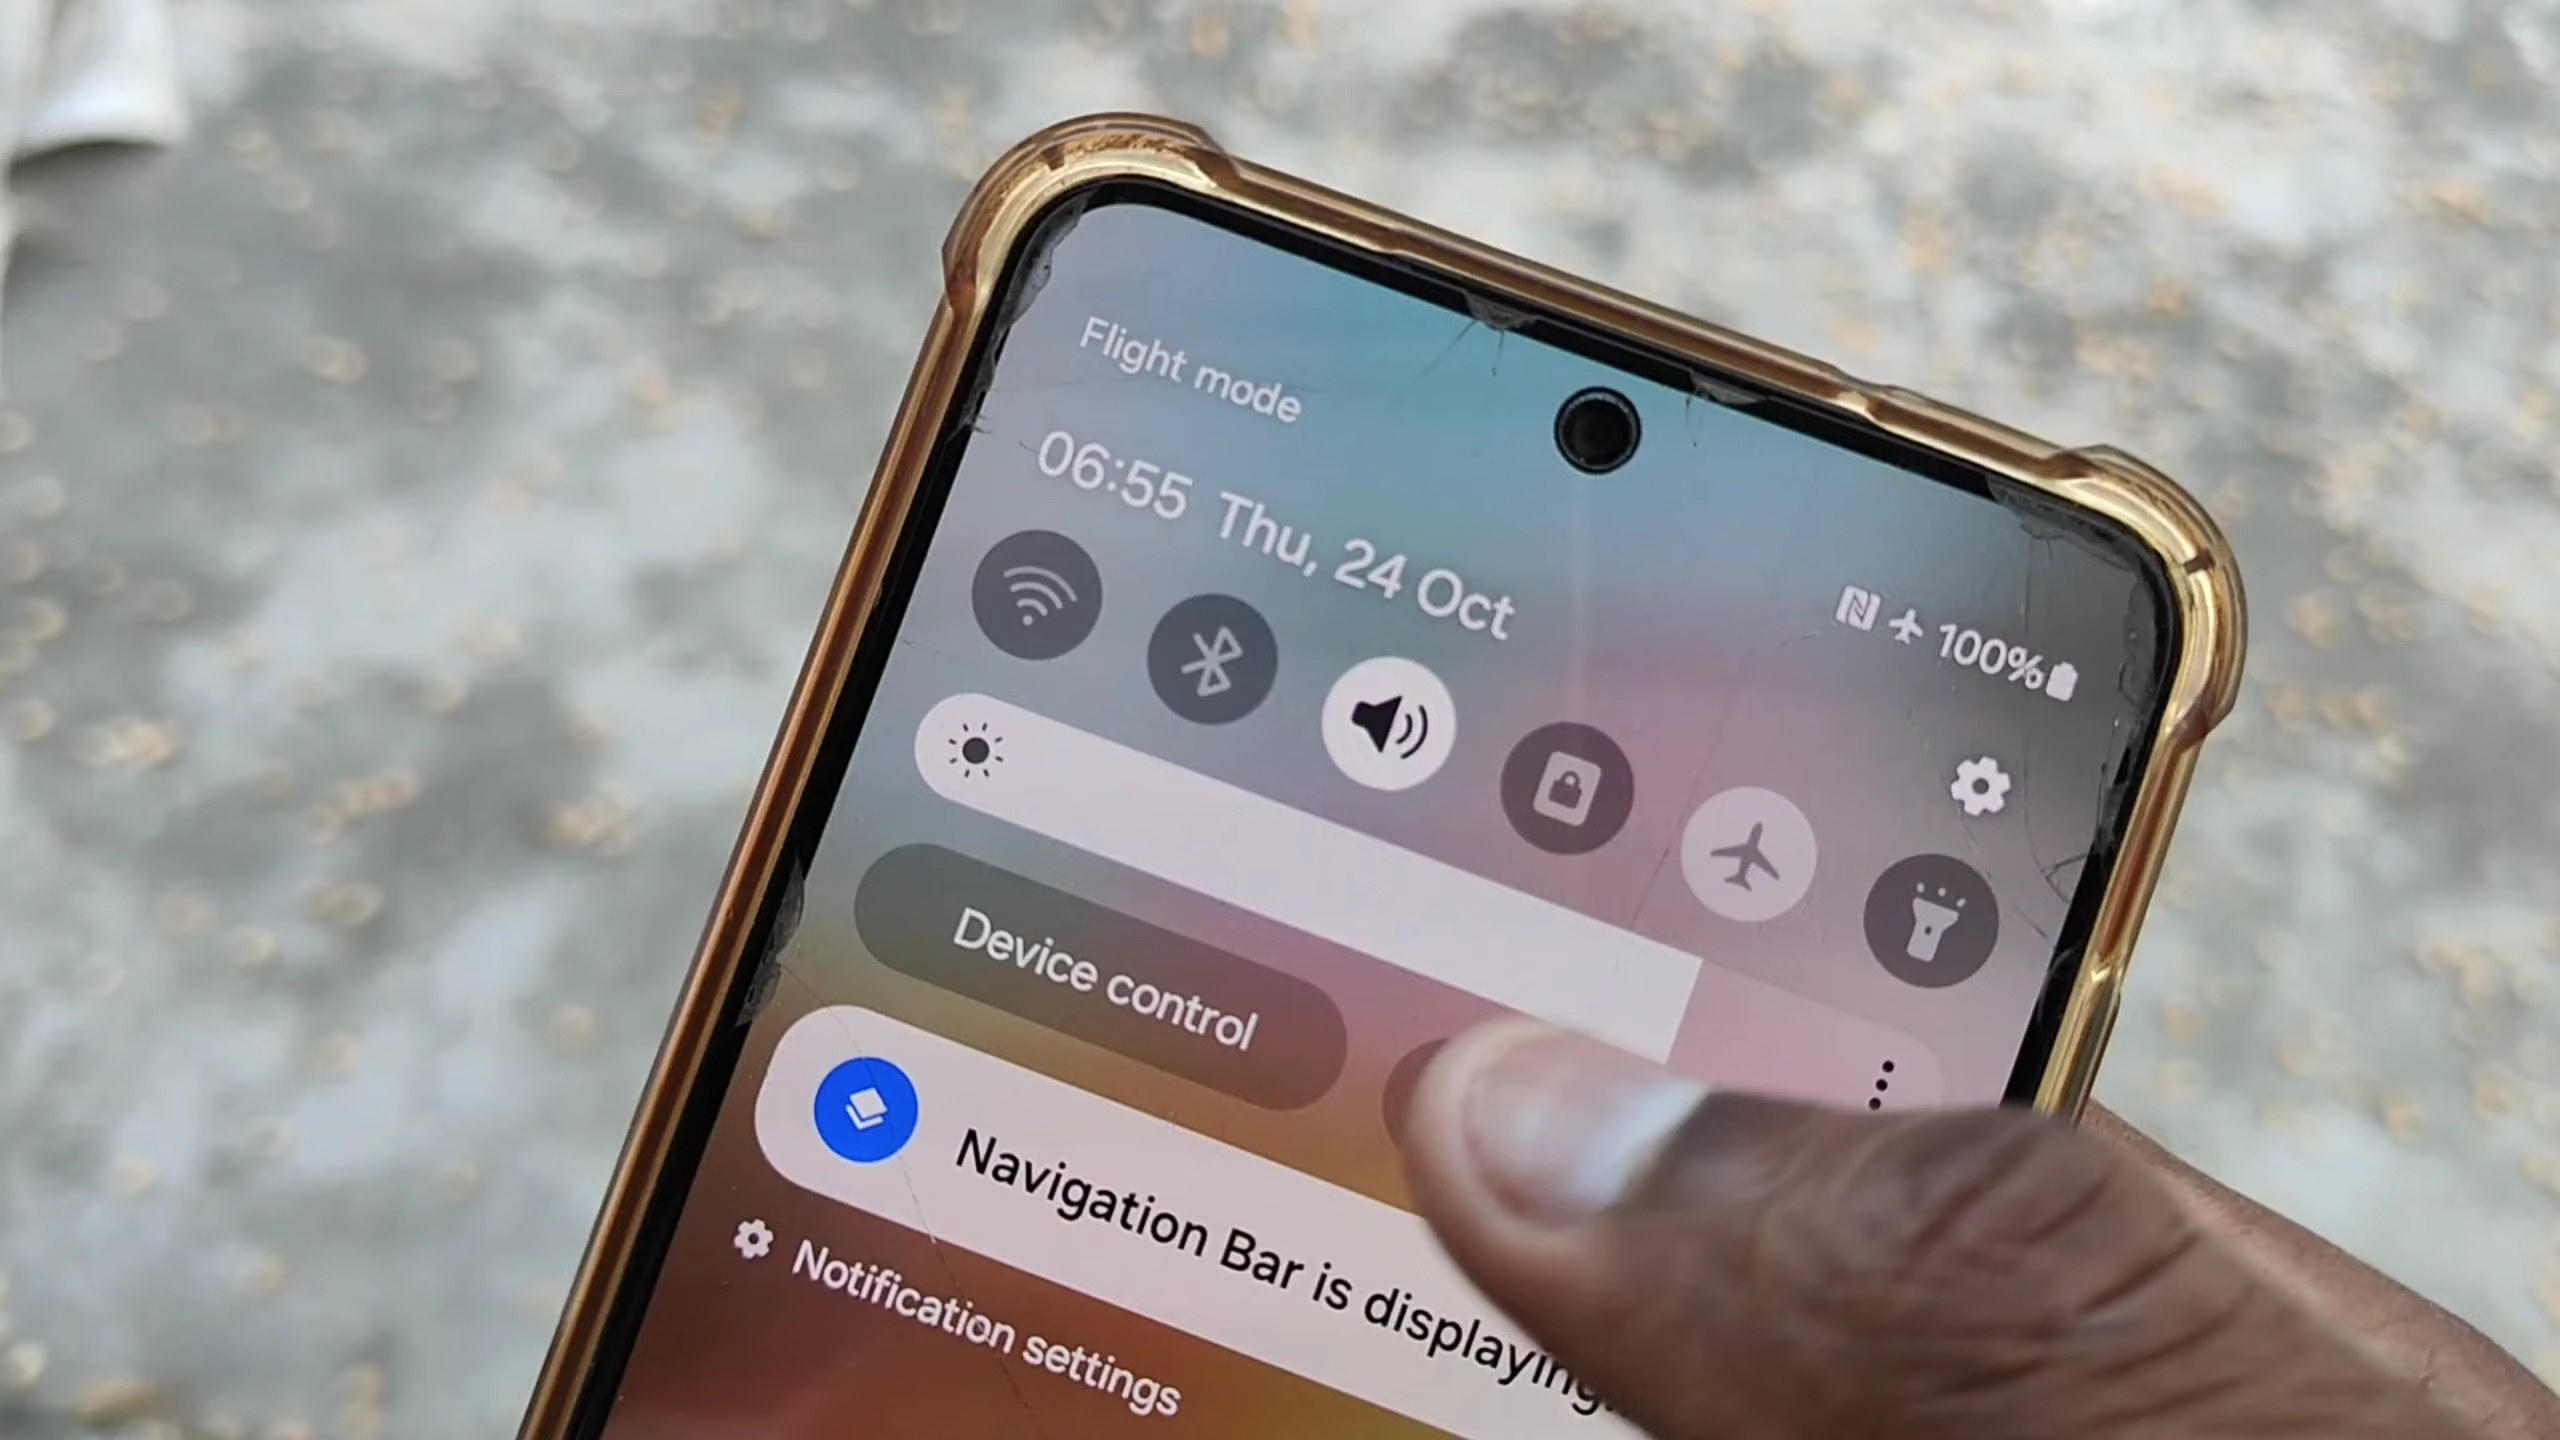 Flight mode
06:55 Thu, 24 Oct
100%
Device control
Navigation Bar is displaying
Notification settings